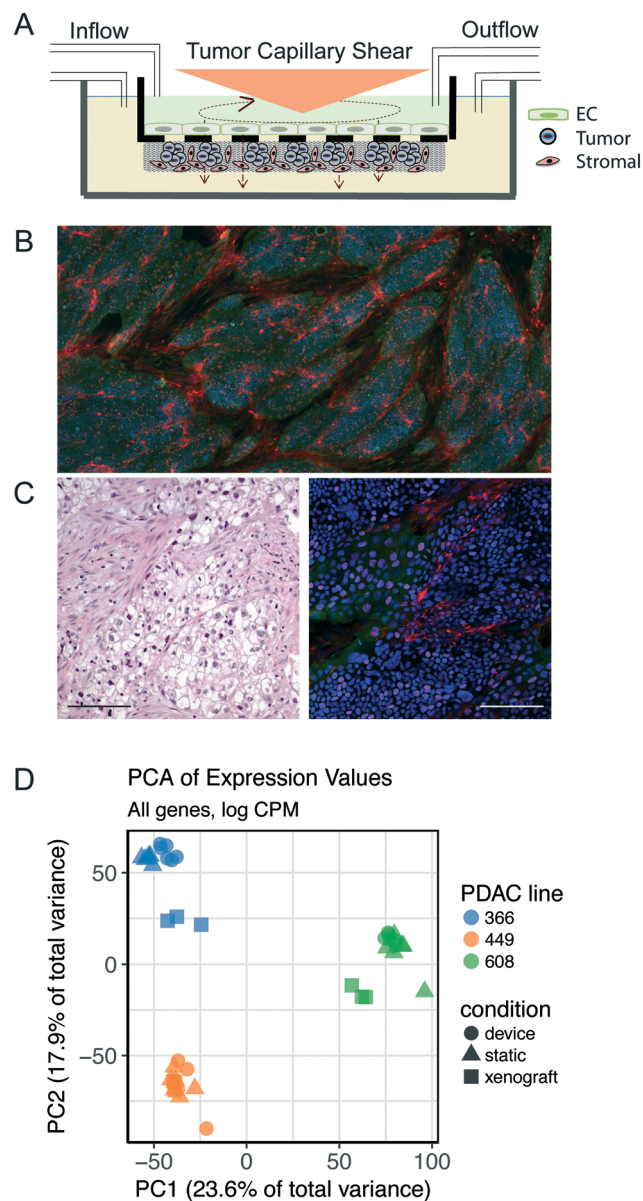 A
Inflow
Tumor Capillary Shear
Outflow
EC
Tumor
Stromal
B
C
D
PCA of Expression Values
All genes, log CPM
PC2 (17.9% of total variance)
50
0
−50
−50
0
50
100
PC1 (23.6% of total variance)
PDAC line
366
449
608
condition
device
static
xenograft